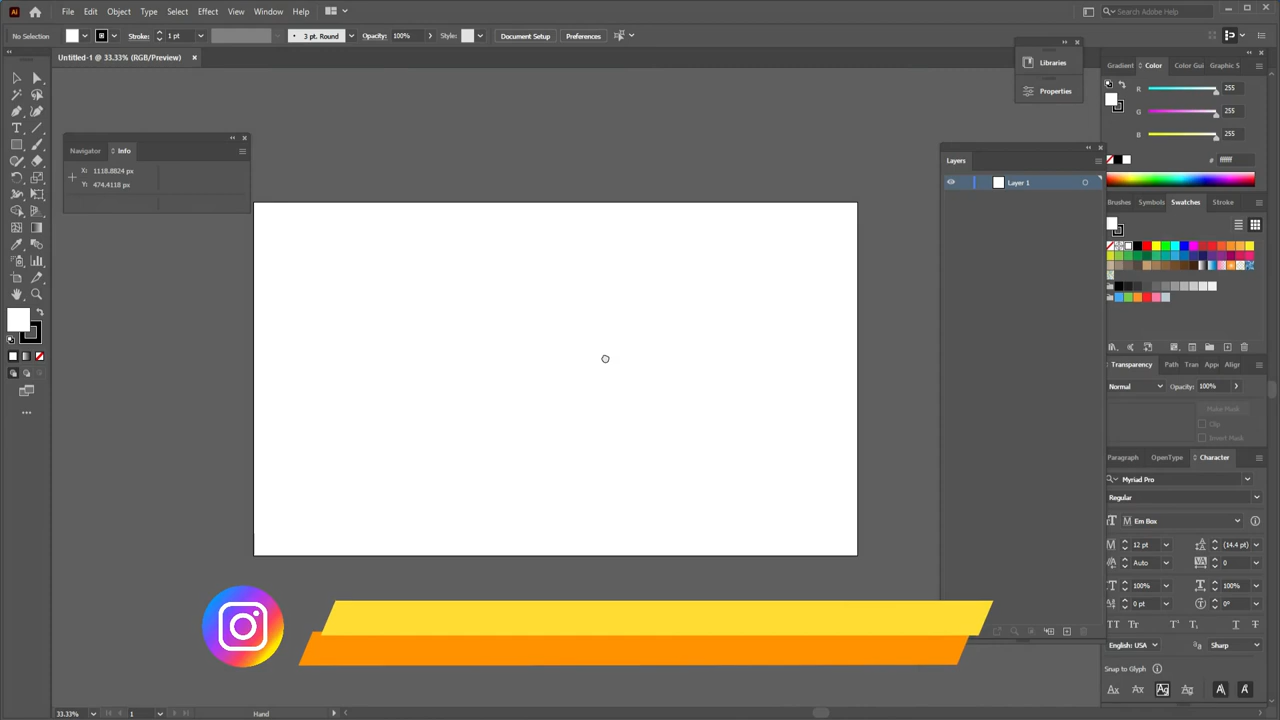 Ai File Edit Object Type Select Effect View Window Help Search Adobe Help
No Selection Stroke: 1 pt 3 pt. Round Opacity: 100% Style: Document Setup Preferences
Untitled-1 @ 33.33% (RGB/Preview)
Libraries
Properties
Gradient Color Color Gui Graphic S
R 255
G 255
B 255
# ffffff
Navigator Info
X: 1118.8824 px
Y: 474.4118 px
Layers
Layer 1
Brushes Symbols Swatches Stroke
Transparency Path Tran App Align
Normal Opacity: 100%
Make Mask
Clip
Invert Mask
Paragraph OpenType Character
Myriad Pro
Regular
Em Box
12 pt (14.4 pt)
Auto 0
100% 100%
0 pt 0°
English: USA Sharp
Snap to Glyph
33.33% 1 Hand